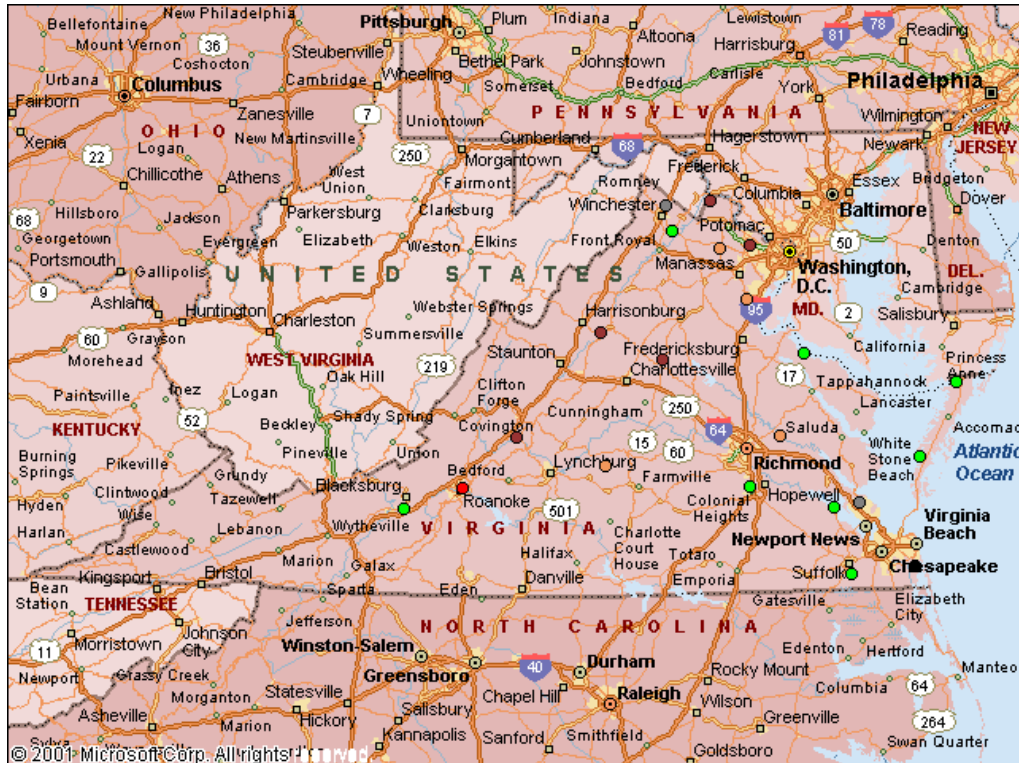 New Philadelphia
Bellefontaine
Mount Vernon
36
Coshocton
Steubenville
Pittsburgh
Plum
Indiana
Altoona
Lewistown
81
78
Reading
Harrisburg
Urbana
Columbus
Cambridge
Wheeling
Bethel Park
Johnstown
Carlisle
Philadelphia
Fairborn
Zanesville
7
Somerset
Bedford
York
Xenia
OHIO
New Martinsville
Uniontown
PENNSYLVANIA
Wilmington
NEW
JERSEY
Logan
22
250
Cumberland
68
Hagerstown
Newark
Chillicothe
Athens
West
Union
Morgantown
Fairmont
Frederick
Romney
Columbia
Essex
Bridgeton
Dover
68
Hillsboro
Jackson
Parkersburg
Clarksburg
Winchester
Baltimore
Georgetown
Evergreen
Elizabeth
Weston
Elkins
Front Royal
Potomac
50
Denton
Portsmouth
Gallipolis
UNITED STATES
Manassas
Washington,
D.C.
DEL.
Cambridge
9
Ashland
Huntington
Charleston
Webster Springs
Harrisonburg
95
MD.
2
Salisbury
60
Grayson
Summersville
Morehead
WEST VIRGINIA
219
Staunton
Fredericksburg
California
Princess
Anne
Paintsville
Inez
Logan
Oak Hill
Clifton
Forge
Charlottesville
17
Tappahannock
Lancaster
52
Beckley
Shady Spring
Cunningham
250
KENTUCKY
Covington
64
Saluda
Accomac
Burning
Springs
Pikeville
Pineville
Union
15
60
White
Stone
Beach
Atlantic
Ocean
Grundy
Bedford
Lynchburg
Richmond
Clintwood
Tazewell
Blacksburg
Roanoke
Farmville
Hyden
Wise
Colonial
Heights
Hopewell
Harlan
Lebanon
Wytheville
VIRGINIA
501
Virginia
Beach
Castlewood
Marion
Halifax
Charlotte
Court
House
Totaro
Newport News
Kingsport
Bristol
Galax
Danville
Emporia
Suffolk
Chesapeake
Bean
Station
TENNESSEE
Sparta
Eden
Gatesville
Elizabeth
City
Morristown
Johnson
City
Jefferson
NORTH CAROLINA
11
Winston-Salem
Edenton
Hertford
Newport
Grassy Creek
Greensboro
40
Durham
Rocky Mount
Manteo
Morganton
Statesville
Chapel Hill
Raleigh
Columbia
64
Asheville
Hickory
Salisbury
Wilson
Greenville
264
Marion
Kannapolis
Sanford
Smithfield
Swan Quarter
Goldsboro
© 2001 Microsoft Corp. All rights reserved